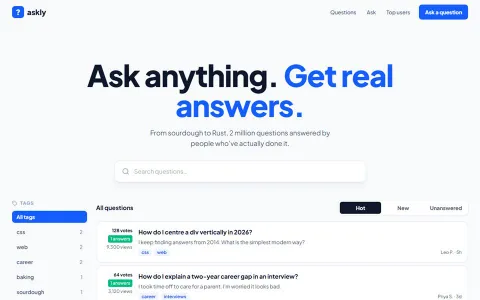 ? askly
Questions Ask Top users Ask a question
Ask anything. Get real
answers.
From sourdough to Rust. 2 million questions answered by
people who've actually done it.
Search questions...
TAGS
All tags
css 2
web 2
career 2
baking 1
sourdough 1
All questions
Hot New Unanswered
128 votes
1 answers
9,300 views
How do I centre a div vertically in 2026?
I keep finding answers from 2014. What is the simplest modern way?
css web
Leo P · 5h
64 votes
1 answers
How do I explain a two-year career gap in an interview?
I took time off to care for a parent. I'm worried it looks bad.
career interviews
Priya S · 3d